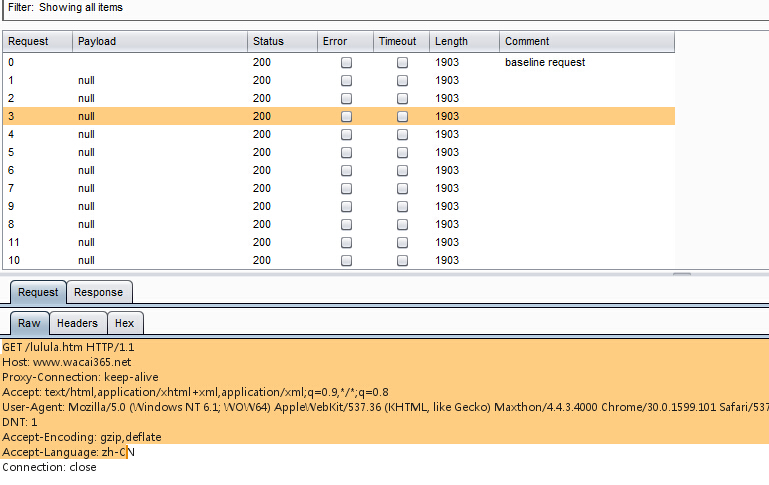 Filter: Showing all items
Request Payload Status Error Timeout Length Comment
0 200 1903 baseline request
1 null 200 1903
2 null 200 1903
3 null 200 1903
4 null 200 1903
5 null 200 1903
6 null 200 1903
7 null 200 1903
9 null 200 1903
8 null 200 1903
11 null 200 1903
10 null 200 1903
Request Response
Raw Headers Hex
GET /lulula.htm HTTP/1.1
Host: www.wacai365.net
Proxy-Connection: keep-alive
Accept: text/html,application/xhtml+xml,application/xml;q=0.9,*/*;q=0.8
User-Agent: Mozilla/5.0 (Windows NT 6.1; WOW64) AppleWebKit/537.36 (KHTML, like Gecko) Maxthon/4.4.3.4000 Chrome/30.0.1599.101 Safari/537
DNT: 1
Accept-Encoding: gzip,deflate
Accept-Language: zh-CN
Connection: close